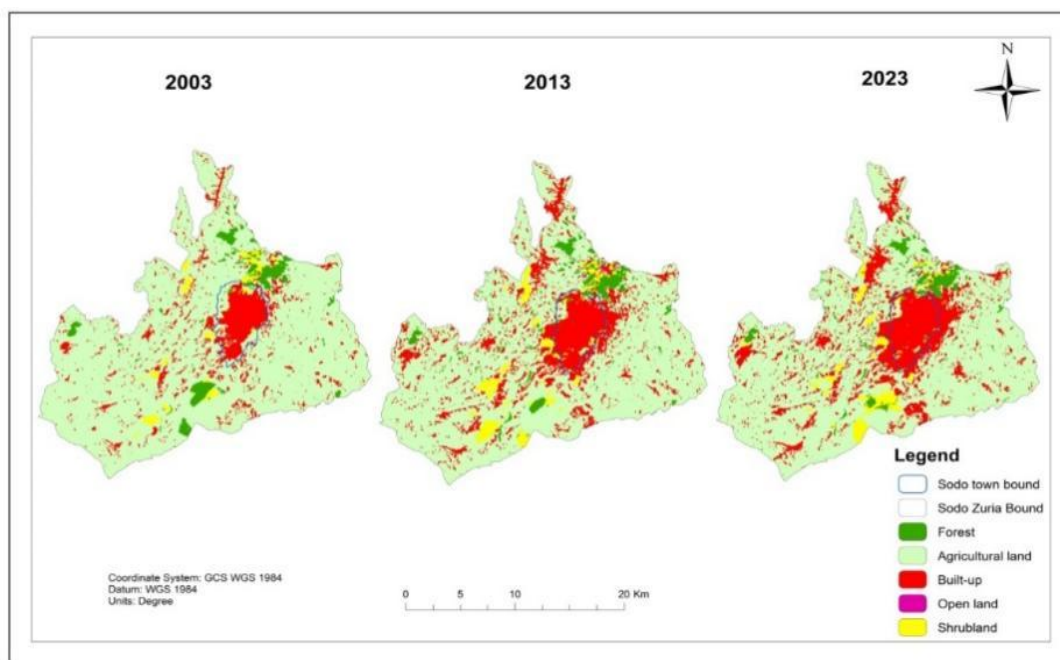 N
2003
2013
2023
Legend
Sodo town bound
Sodo Zuria Bound
Forest
Agricultural land
Built-up
Open land
Shrubland
Coordinate System: GCS WGS 1984
Datum: WGS 1984
Units: Degree
0 5 10 20 Km